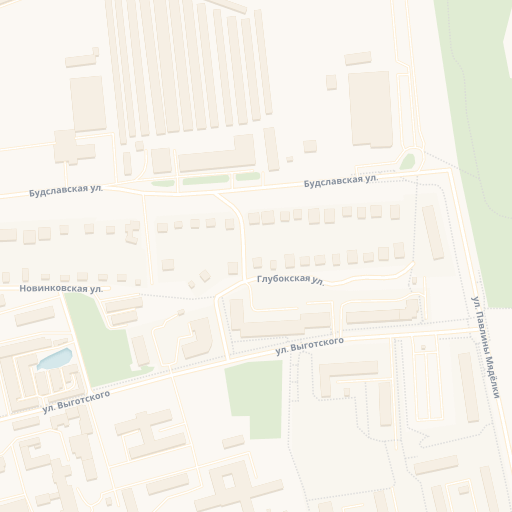 Будславская ул.
Будславская ул.
Глубокская ул.
Новинковская ул.
ул. Павлины Мядёлки
ул. Выготского
ул. Выготского